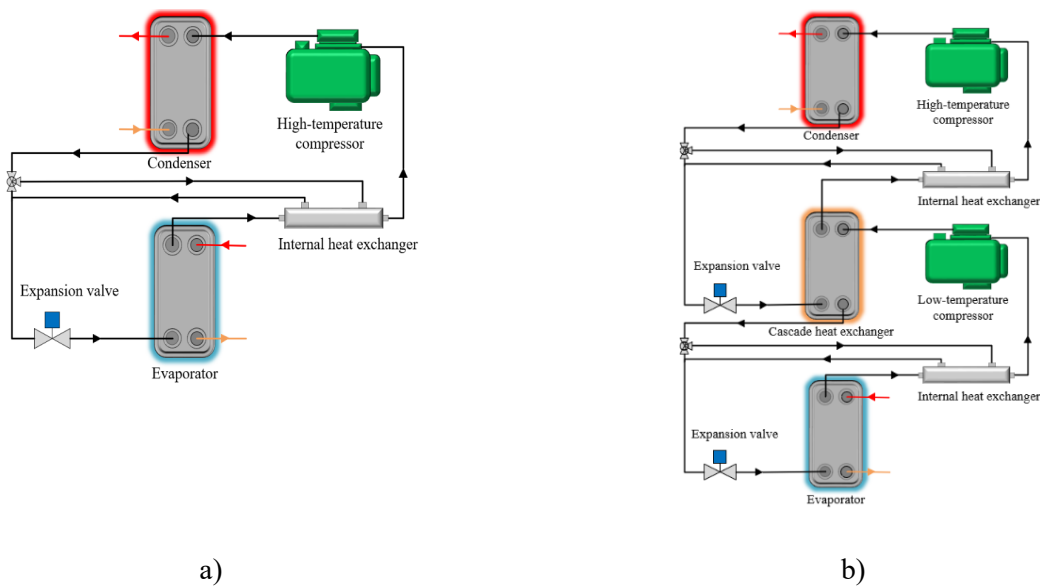 High-temperature
compressor
Condenser
Internal heat exchanger
Expansion valve
Evaporator
a)
High-temperature
compressor
Condenser
Internal heat exchanger
Expansion valve
Low-temperature
compressor
Cascade heat exchanger
Internal heat exchanger
Expansion valve
Evaporator
b)